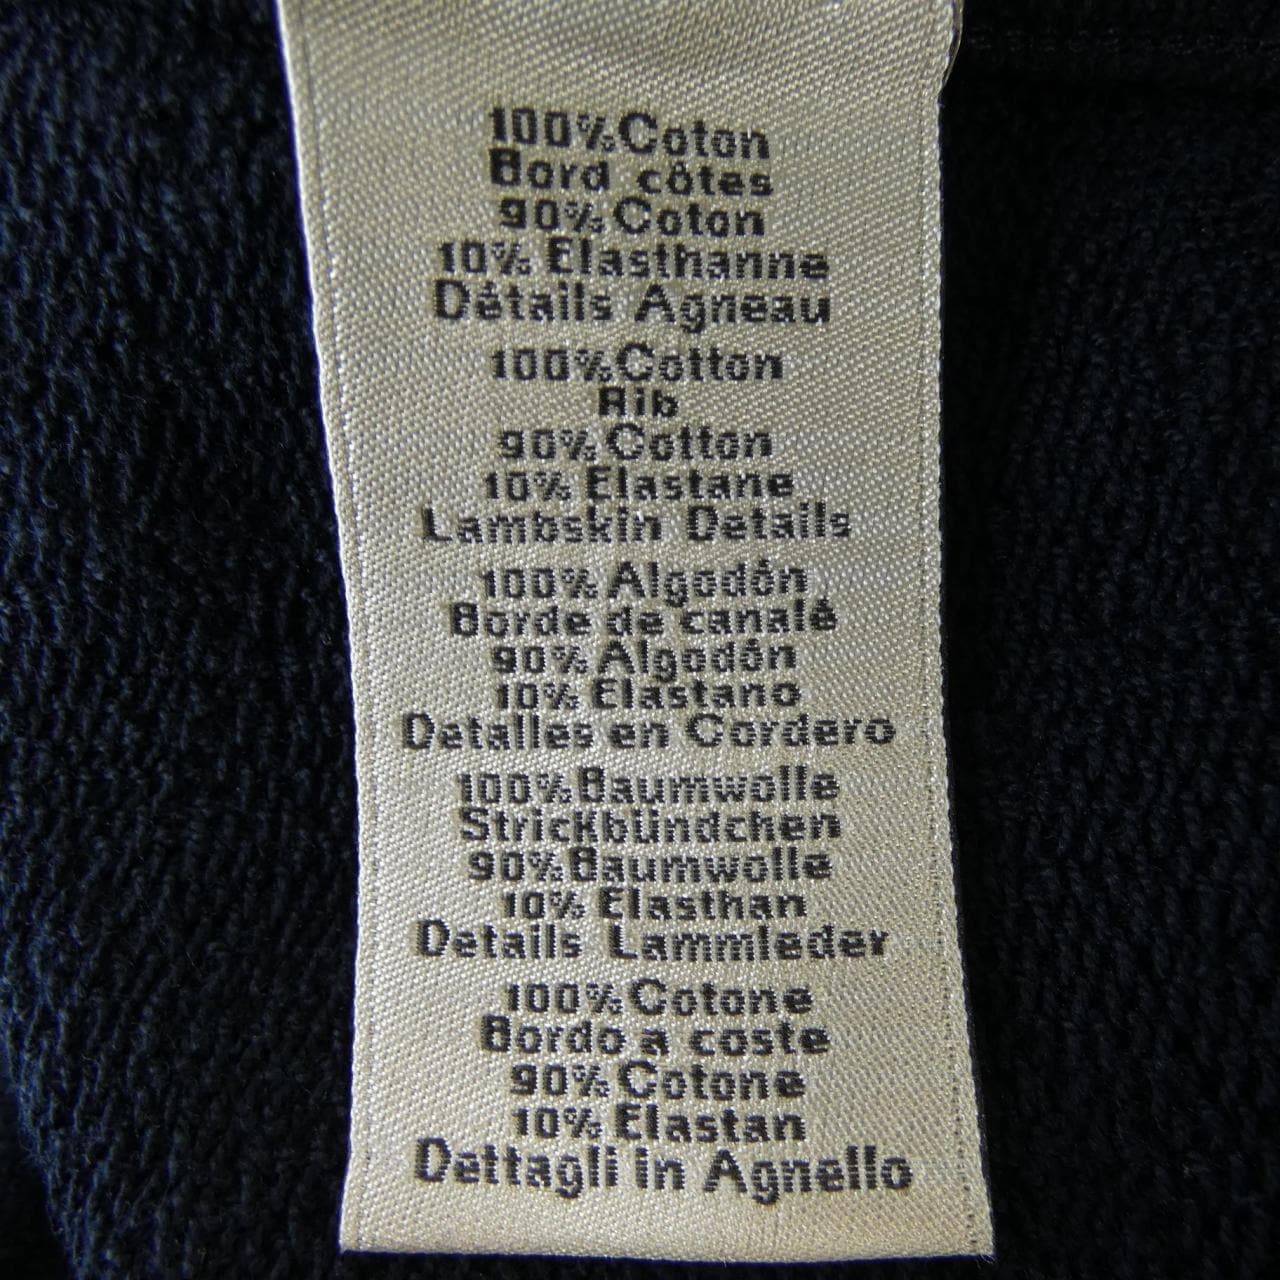 100% Coton
Bord côtes
90% Coton
10% Elasthanne
Détails Agneau
100% Cotton
Rib
90% Cotton
10% Elastane
Lambskin Details
100% Algodón
Borde de canalé
90% Algodón
10% Elastano
Detalles en Cordero
100% Baumwolle
Strickbündchen
90% Baumwolle
10% Elasthan
Details Lammleder
100% Cotone
Bordo a coste
90% Cotone
10% Elastan
Dettagli in Agnello